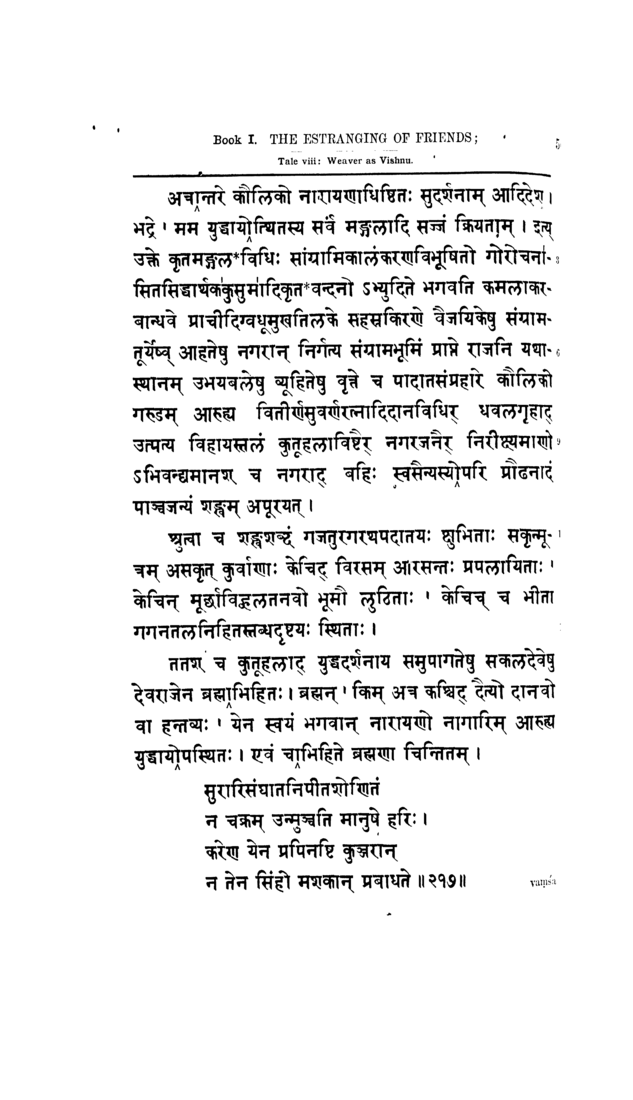 Book I. THE ESTRANGING OF FRIENDS;
Tale viii: Weaver as Vishnu.
अत्रान्तरे कौलिको नारायणाधिष्ठितः सुदर्शनाम् आदिदेश।
भद्रे ' मम युद्धायोत्थितस्य सर्वं मङ्गलादि सज्जं क्रियताम् । इत्य्
उक्ते कृतमङ्गल*विधिः सांग्रामिकालंकरणविभूषितो गोरोचना-
सितसिद्धार्थककुसुमादिकृत*वन्दनो ऽभ्युदिते भगवति कमलाकर-
बान्धवे प्राचीदिग्वधूमुखतिलके सहस्रकिरणे वैजयिकेषु संग्राम-
तूर्येष्व् आहतेषु नगरान् निर्गत्य संग्रामभूमिं प्राप्ते राजनि यथा-
स्थानम् उभयबलेषु व्यूहितेषु वृत्ते च पादातसंप्रहारे कौलिको
गरुडम् आरुह्य वितीर्णसुवर्णरत्नादिदानविधिर् धवलगृहाद्
उत्पत्य विहायस्तलं कुतूहलाविष्टैर् नगरजनैर् निरीक्ष्यमाणो
ऽभिवन्द्यमानश् च नगराद् बहिः स्वसैन्यस्योपरि प्रौढनादं
पाञ्चजन्यं शङ्खम् अपूरयत् ।
श्रुत्वा च शङ्खशब्दं गजतुरगरथपदातयः क्षुभिताः सकृन्मू-
त्रम् असकृत् कुर्वाणाः केचिद् विरसम् आरसन्तः प्रपलायिताः '
केचिन् मूर्छाविह्वलतनवो भूमौ लुठिताः ' केचिच् च भीता
गगनतलनिहितस्तब्धदृष्टयः स्थिताः ।
ततश् च कुतूहलाद् युद्धदर्शनाय समुपागतेषु सकलदेवेषु
देवराजेन ब्रह्माभिहितः। ब्रह्मन् ' किम् अत्र कश्चिद् दैत्यो दानवो
वा हन्तव्यः ' येन स्वयं भगवान् नारायणो नागारिम् आरुह्य
युद्धायोपस्थितः । एवं चाभिहिते ब्रह्मणा चिन्तितम् ।
सुरारिसंघातनिपीतशोणितं
न चक्रम् उन्मुञ्चति मानुषे हरिः ।
करेण येन प्रपिनष्टि कुञ्जरान्
न तेन सिंहो मशकान् प्रबाधते ॥२१७॥
vaṃśa